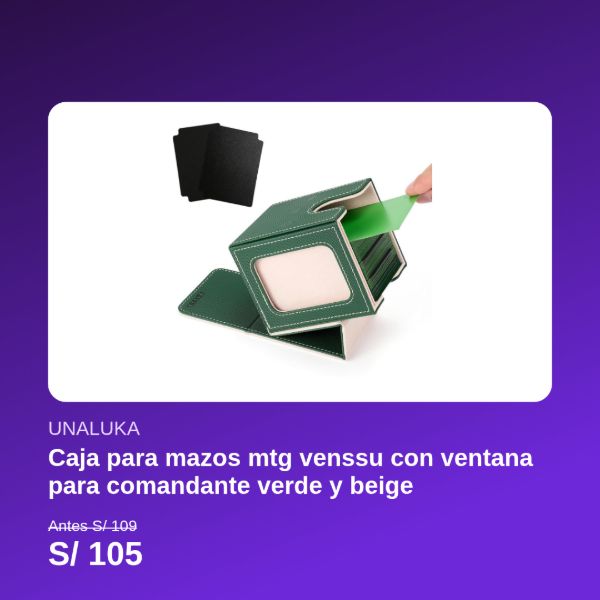 UNALUKA
Caja para mazos mtg venssu con ventana
para comandante verde y beige
Antes S/ 109
S/ 105